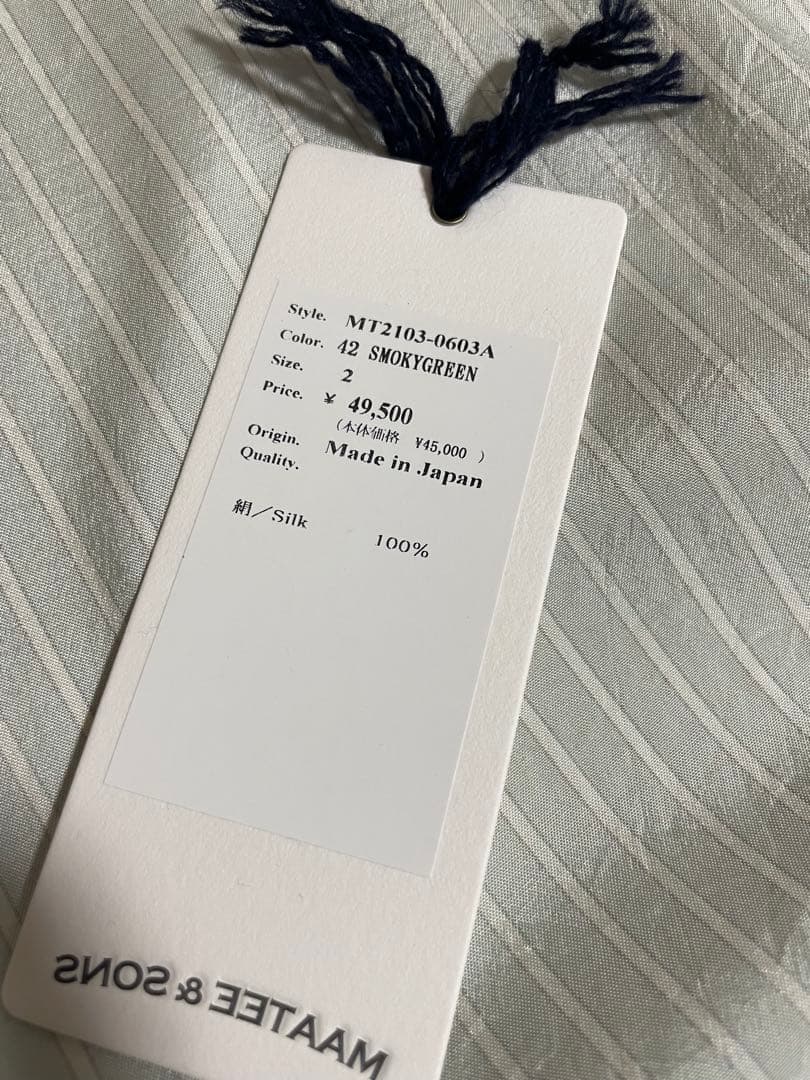 Style. MT2103-0603A
Color. 42 SMOKYGREEN
Size. 2
Price. ¥ 49,500
(本体価格 ¥45,000 )
Origin. Made in Japan
Quality.
絹/Silk 100%
MAATEE & SONS